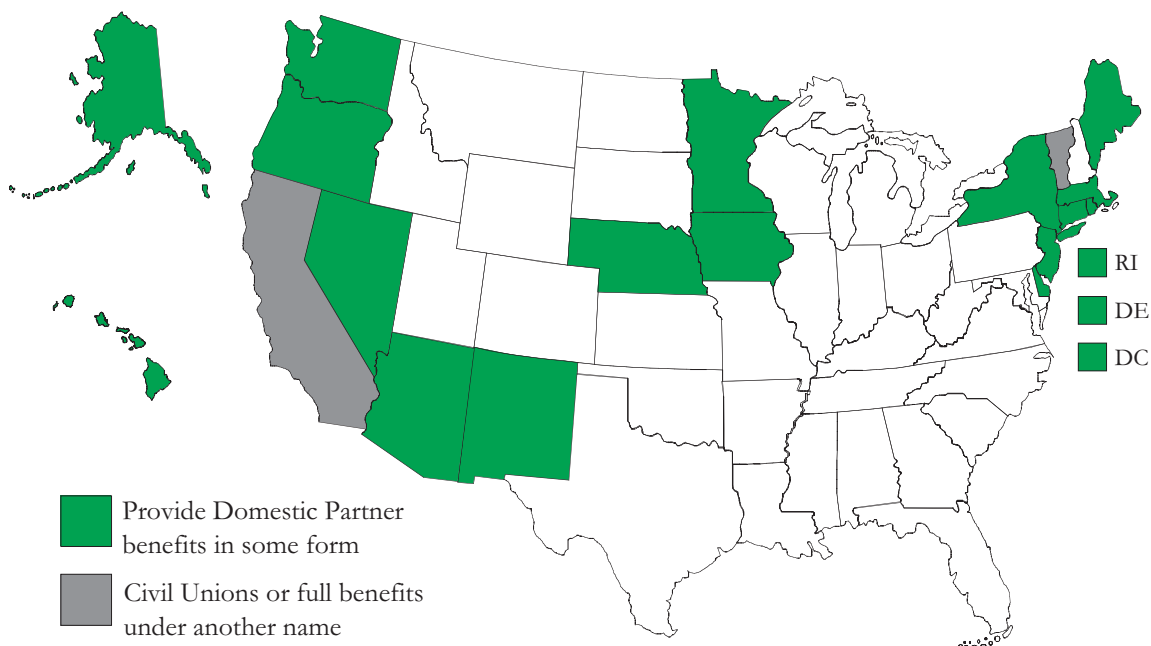 RI
DE
DC
Provide Domestic Partner
benefits in some form
Civil Unions or full benefits
under another name